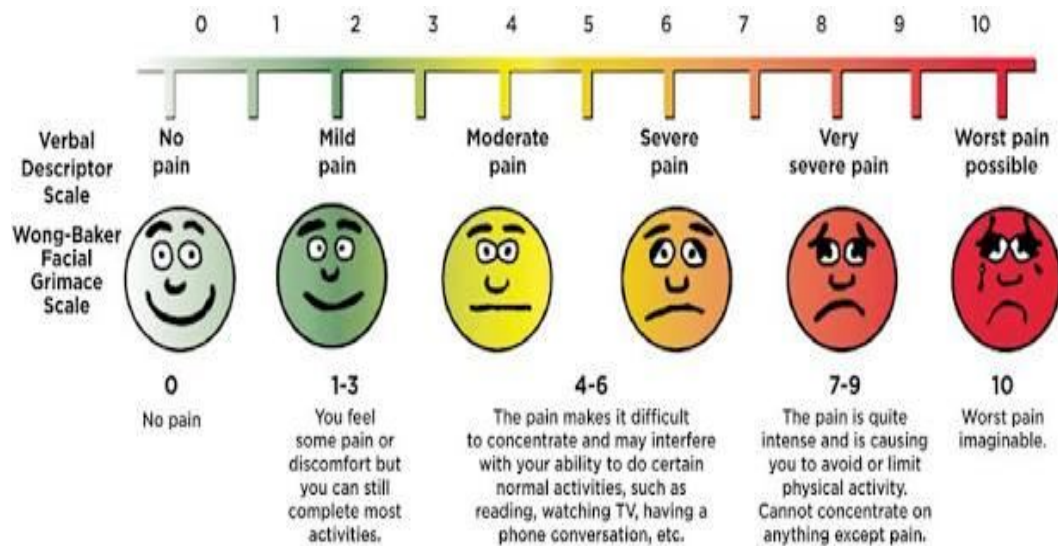 0 1 2 3 4 5 6 7 8 9 10
Verbal
Descriptor
Scale
No
pain
Mild
pain
Moderate
pain
Severe
pain
Very
severe pain
Worst pain
possible
Wong-Baker
Facial
Grimace
Scale
0
No pain
1-3
You feel
some pain or
discomfort but
you can still
complete most
activities.
4-6
The pain makes it difficult
to concentrate and may interfere
with your ability to do certain
normal activities, such as
reading, watching TV, having a
phone conversation, etc.
7-9
The pain is quite
intense and is causing
you to avoid or limit
physical activity.
Cannot concentrate on
anything except pain.
10
Worst pain
imaginable.